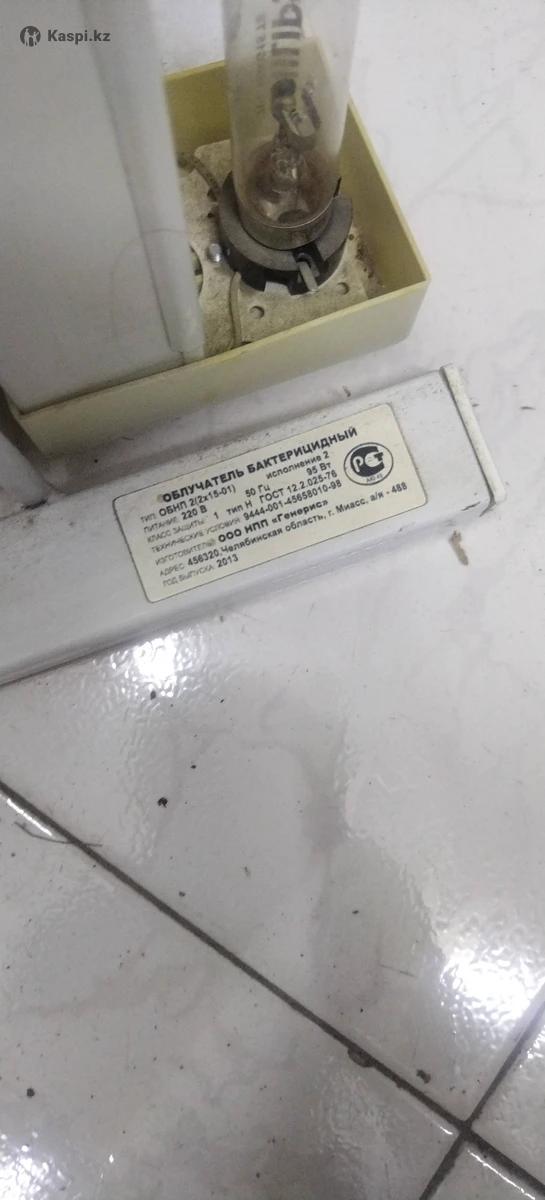 Kaspi.kz
ОБЛУЧАТЕЛЬ БАКТЕРИЦИДНЫЙ
ТИП: ОБНП 2(2х15-01) исполнение 2
ПИТАНИЕ: 220 В 50 Гц 95 Вт
КЛАСС ЗАЩИТЫ: 1 тип Н ГОСТ 12.2.025-76
ТЕХНИЧЕСКИЕ УСЛОВИЯ: 9444-001-45658010-98
ИЗГОТОВИТЕЛЬ: ООО НПП "Генерис"
АДРЕС: 456320,Челябинская область, г. Миасс, а/я - 488
ГОД ВЫПУСКА: 2013